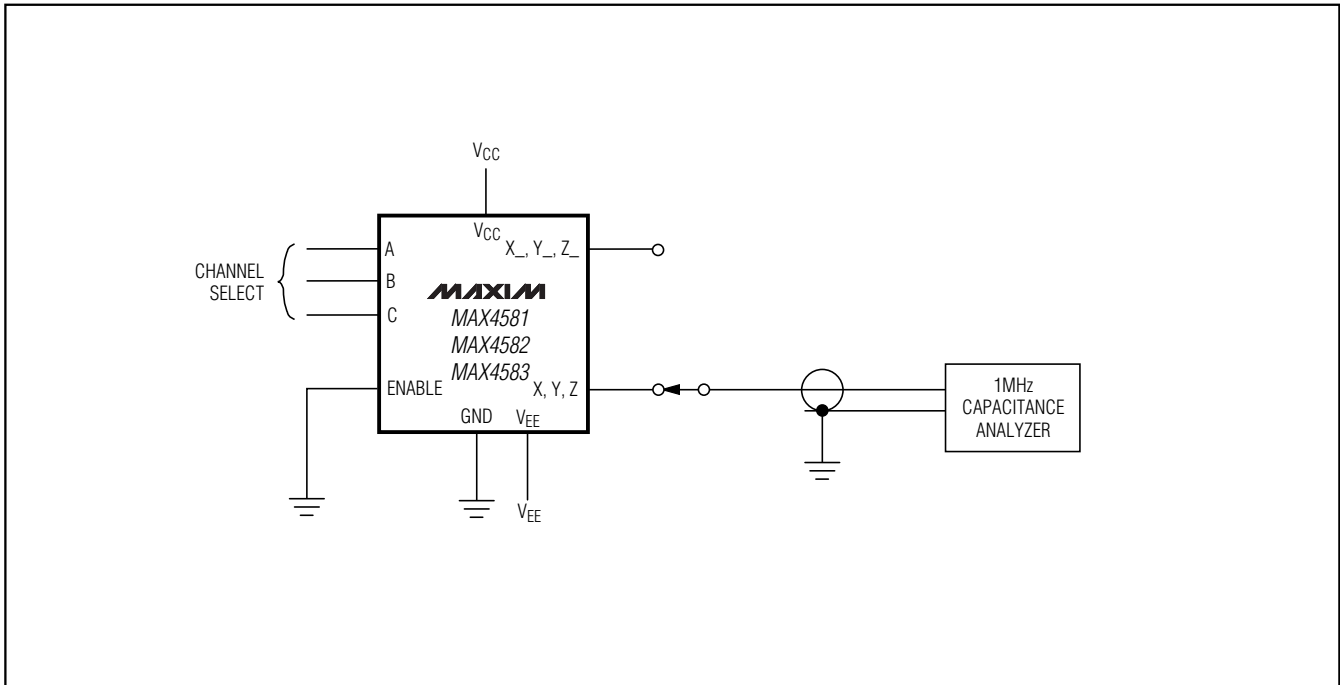 VCC
VCC
X_, Y_, Z_
A
CHANNEL
SELECT
B
C
MAXIM
MAX4581
MAX4582
MAX4583
ENABLE
X, Y, Z
GND
VEE
VEE
1MHz
CAPACITANCE
ANALYZER